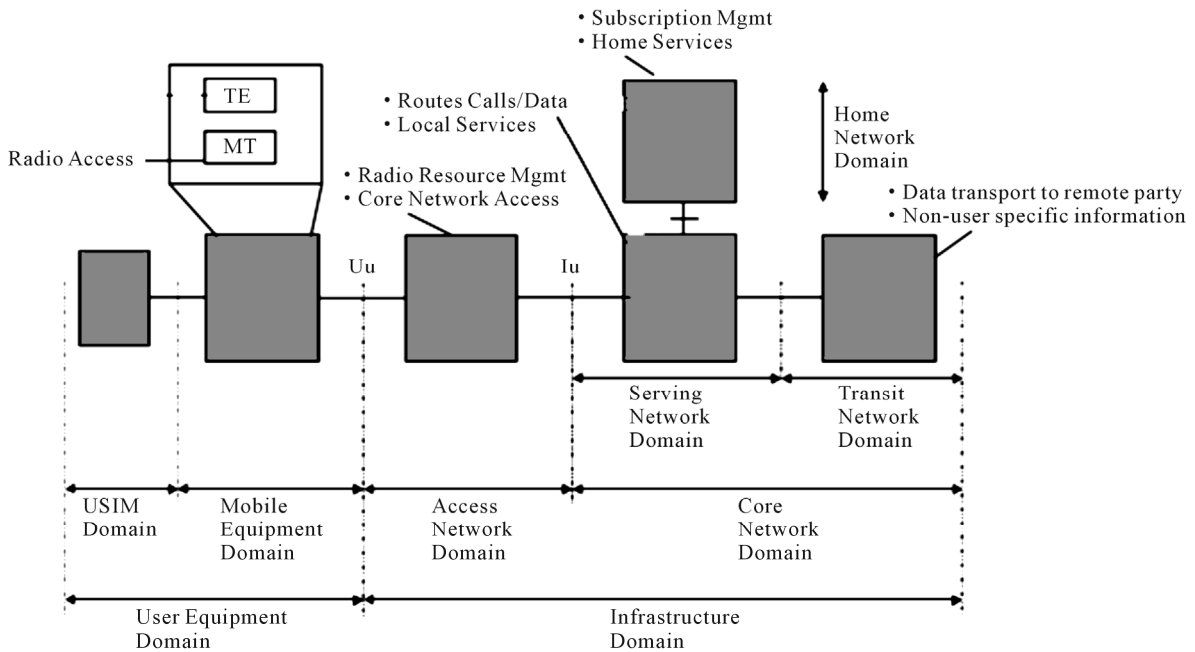 • Subscription Mgmt
• Home Services
TE
MT
Radio Access
• Routes Calls/Data
• Local Services
Home
Network
Domain
• Radio Resource Mgmt
• Core Network Access
• Data transport to remote party
• Non-user specific information
Uu
Iu
Serving
Network
Domain
Transit
Network
Domain
USIM
Domain
Mobile
Equipment
Domain
Access
Network
Domain
Core
Network
Domain
User Equipment
Domain
Infrastructure
Domain